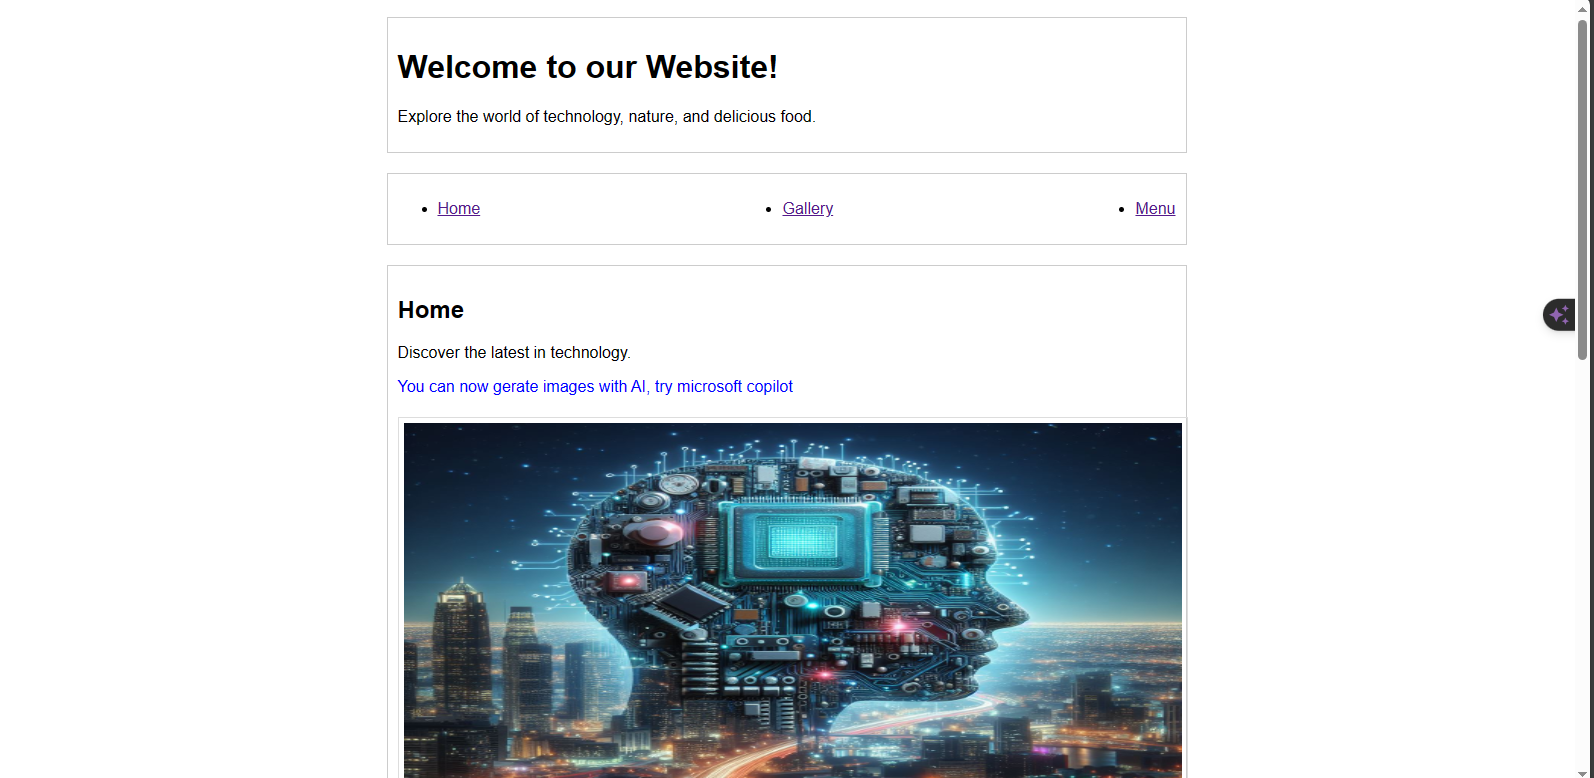 Welcome to our Website!
Explore the world of technology, nature, and delicious food.
Home
Gallery
Menu
Home
Discover the latest in technology.
You can now gerate images with AI, try microsoft copilot